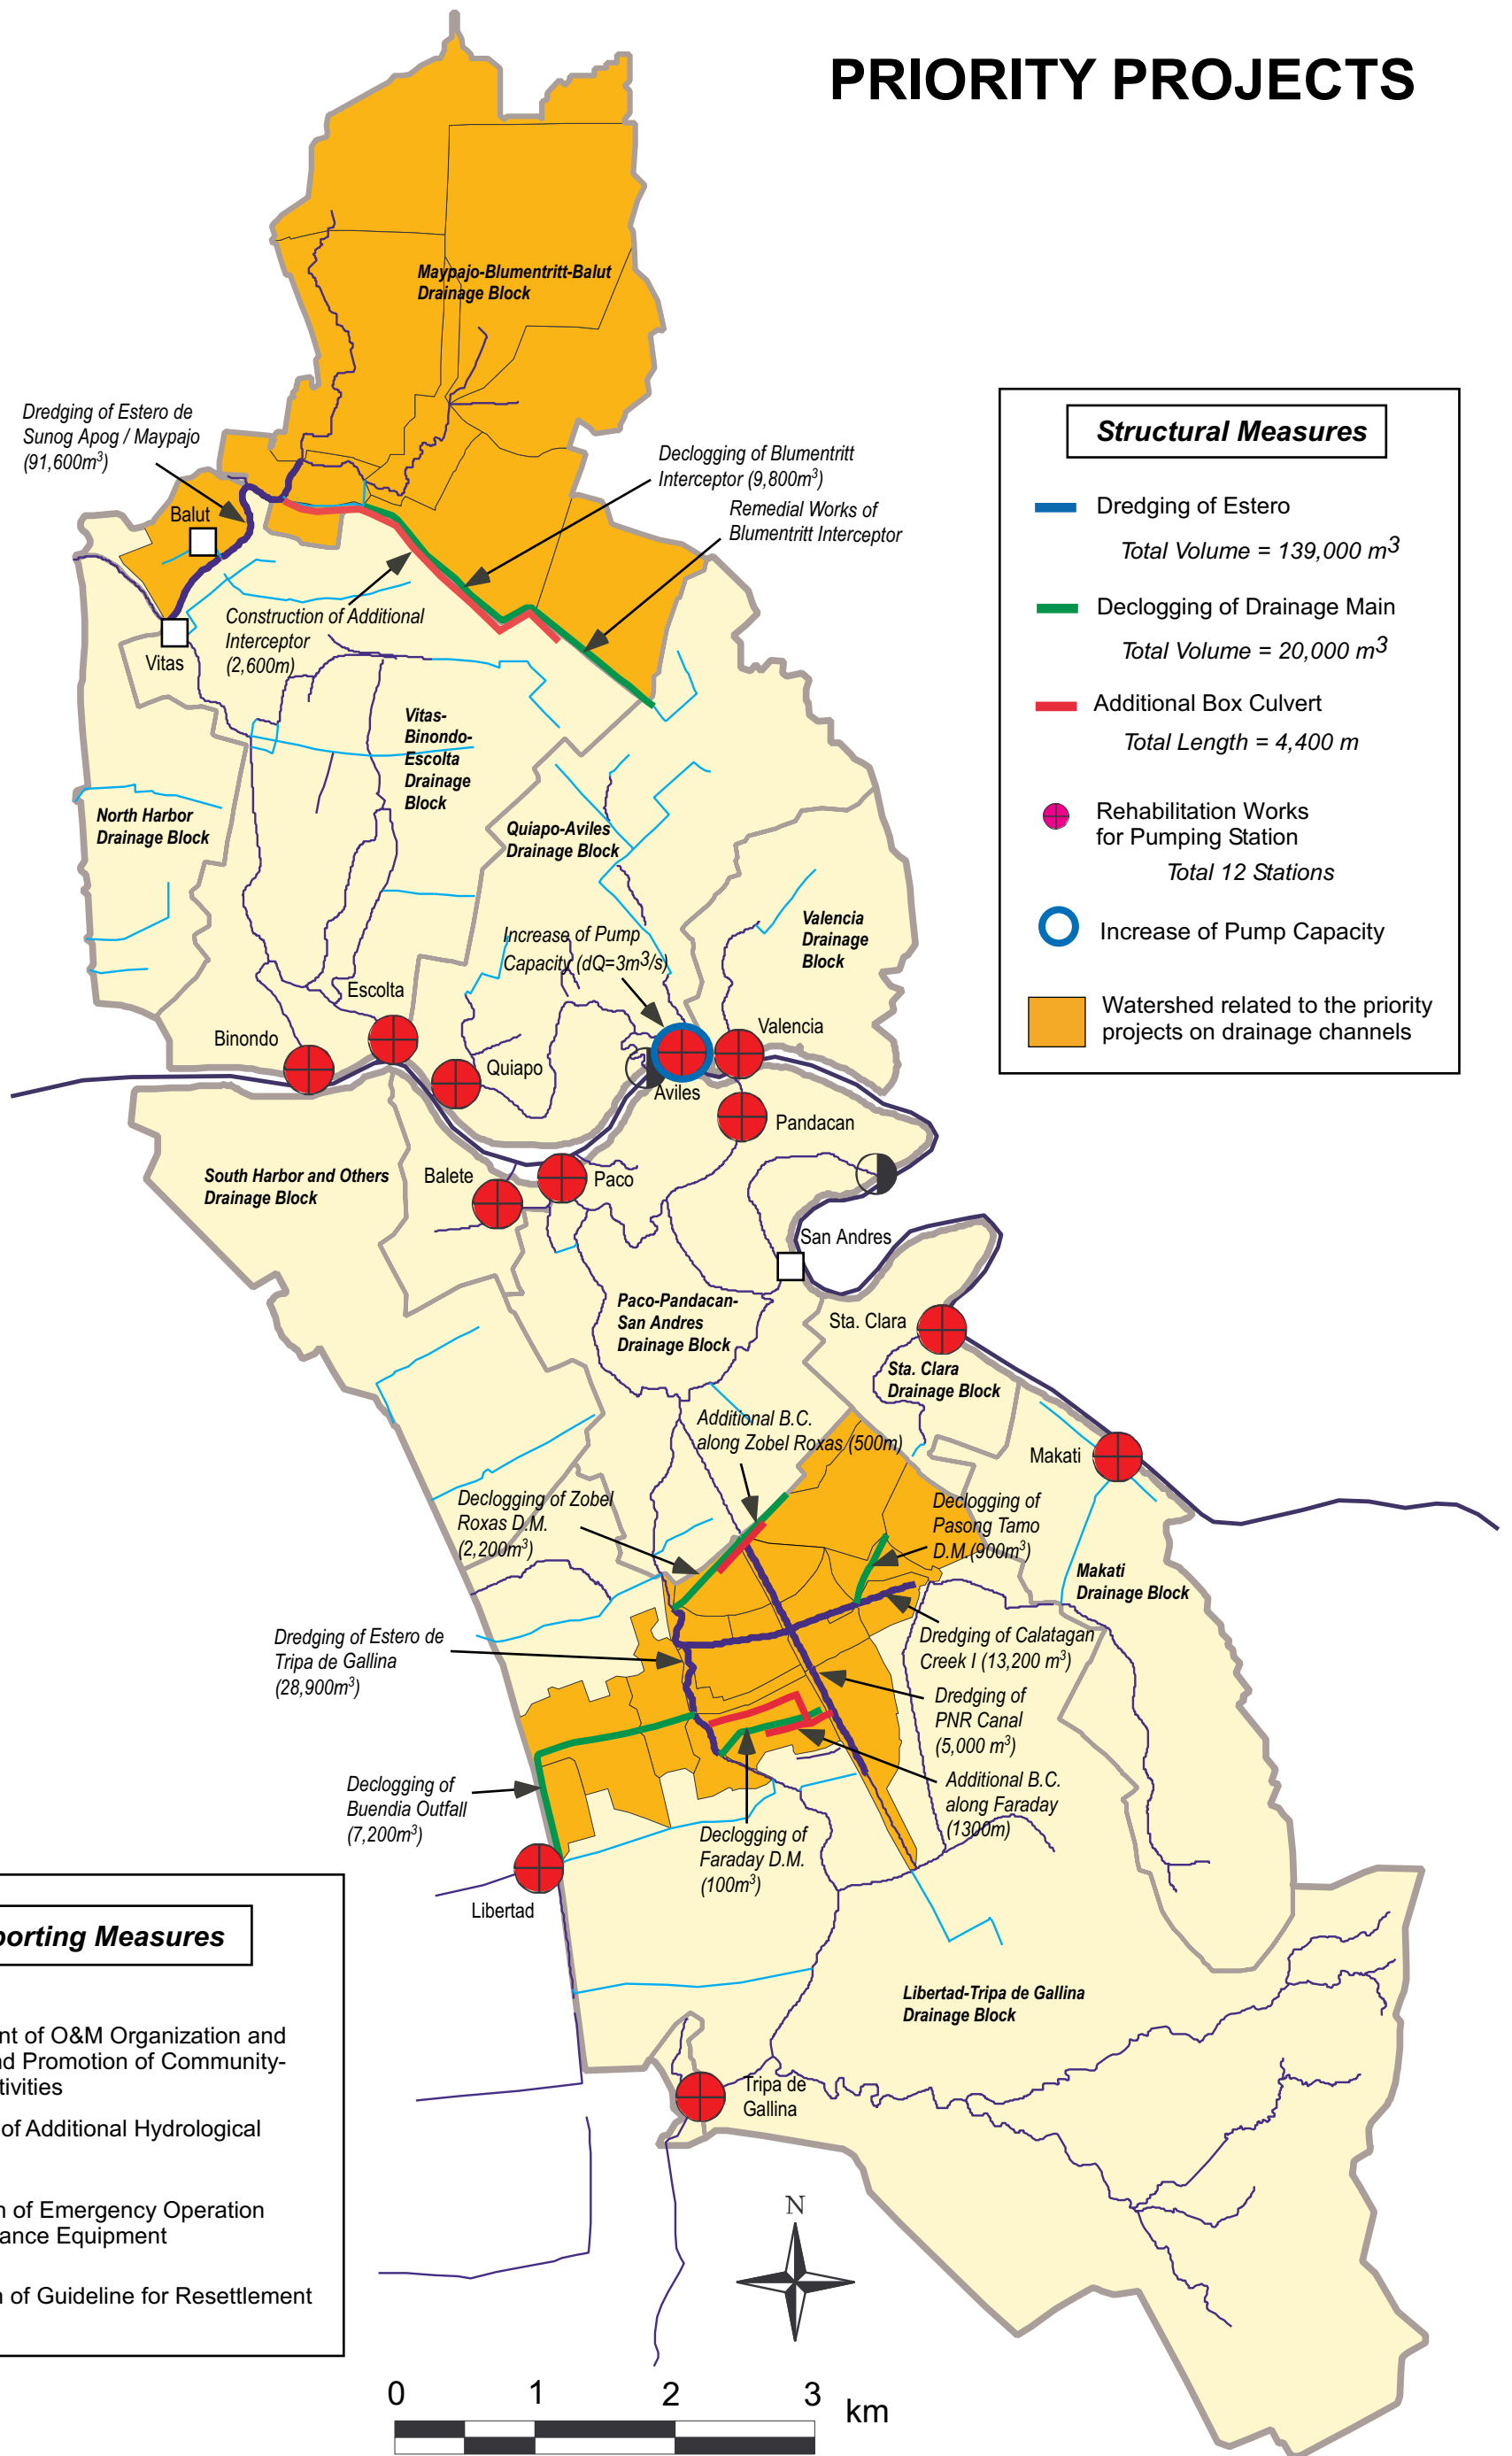 PRIORITY PROJECTS
Maypajo-Blumentritt-Balut
Drainage Block
Dredging of Estero de
Sunog Apog / Maypajo
(91,600m³)
Declogging of Blumentritt
Interceptor (9,800m³)
Remedial Works of
Blumentritt Interceptor
Balut
Construction of Additional
Interceptor
(2,600m)
Vitas
Structural Measures
Dredging of Estero
Total Volume = 139,000 m³
Declogging of Drainage Main
Total Volume = 20,000 m³
Additional Box Culvert
Total Length = 4,400 m
Rehabilitation Works
for Pumping Station
Total 12 Stations
Increase of Pump Capacity
Watershed related to the priority
projects on drainage channels
Vitas-
Binondo-
Escolta
Drainage
Block
North Harbor
Drainage Block
Quiapo-Aviles
Drainage Block
Valencia
Drainage
Block
Increase of Pump
Capacity (dQ=3m³/s)
Escolta
Binondo
Quiapo
Valencia
Aviles
Pandacan
South Harbor and Others
Drainage Block
Balete
Paco
San Andres
Paco-Pandacan-
San Andres
Drainage Block
Sta. Clara
Sta. Clara
Drainage Block
Additional B.C.
along Zobel Roxas (500m)
Makati
Declogging of Zobel
Roxas D.M.
(2,200m³)
Declogging of
Pasong Tamo
D.M.(900m³)
Makati
Drainage Block
Dredging of Estero de
Tripa de Gallina
(28,900m³)
Dredging of Calatagan
Creek I (13,200 m³)
Dredging of
PNR Canal
(5,000 m³)
Declogging of
Buendia Outfall
(7,200m³)
Additional B.C.
along Faraday
(1300m)
Declogging of
Faraday D.M.
(100m³)
Libertad
Libertad-Tripa de Gallina
Drainage Block
Tripa de
Gallina
porting Measures
nt of O&M Organization and
nd Promotion of Community-
tivities
of Additional Hydrological
n of Emergency Operation
ance Equipment
n of Guideline for Resettlement
N
0 1 2 3 km